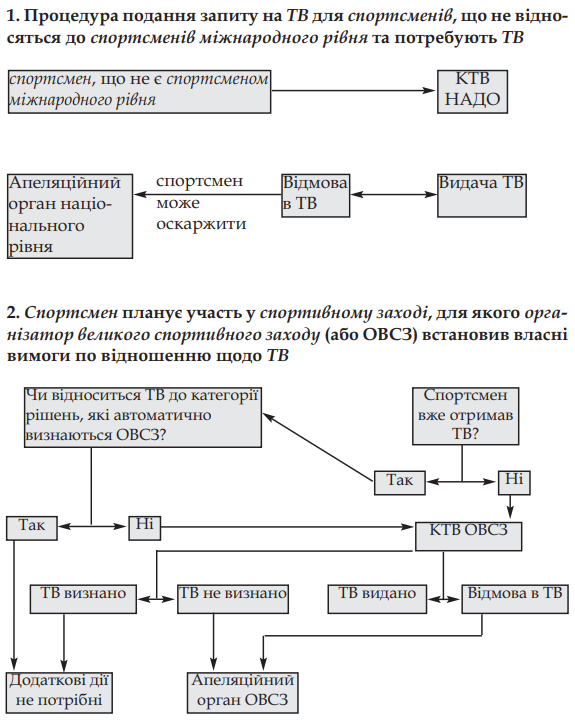 1. Процедура подання запиту на ТВ для спортсменів, що не відно-
сяться до спортсменів міжнародного рівня та потребують ТВ
спортсмен, що не є спортсменом
міжнародного рівня
КТВ
НАДО
Апеляційний
орган націо-
нального
рівня
спортсмен
може
оскаржити
Відмова
в ТВ
Видача ТВ
2. Спортсмен планує участь у спортивному заході, для якого орга-
нізатор великого спортивного заходу (або ОВСЗ) встановив власні
вимоги по відношенню щодо ТВ
Чи відноситься ТВ до категорії
рішень, які автоматично
визнаються ОВСЗ?
Спортсмен
вже отримав
ТВ?
Так
Ні
Так
Ні
КТВ ОВСЗ
ТВ визнано
ТВ не визнано
ТВ видано
Відмова в ТВ
Додаткові дії
не потрібні
Апеляційний
орган ОВСЗ